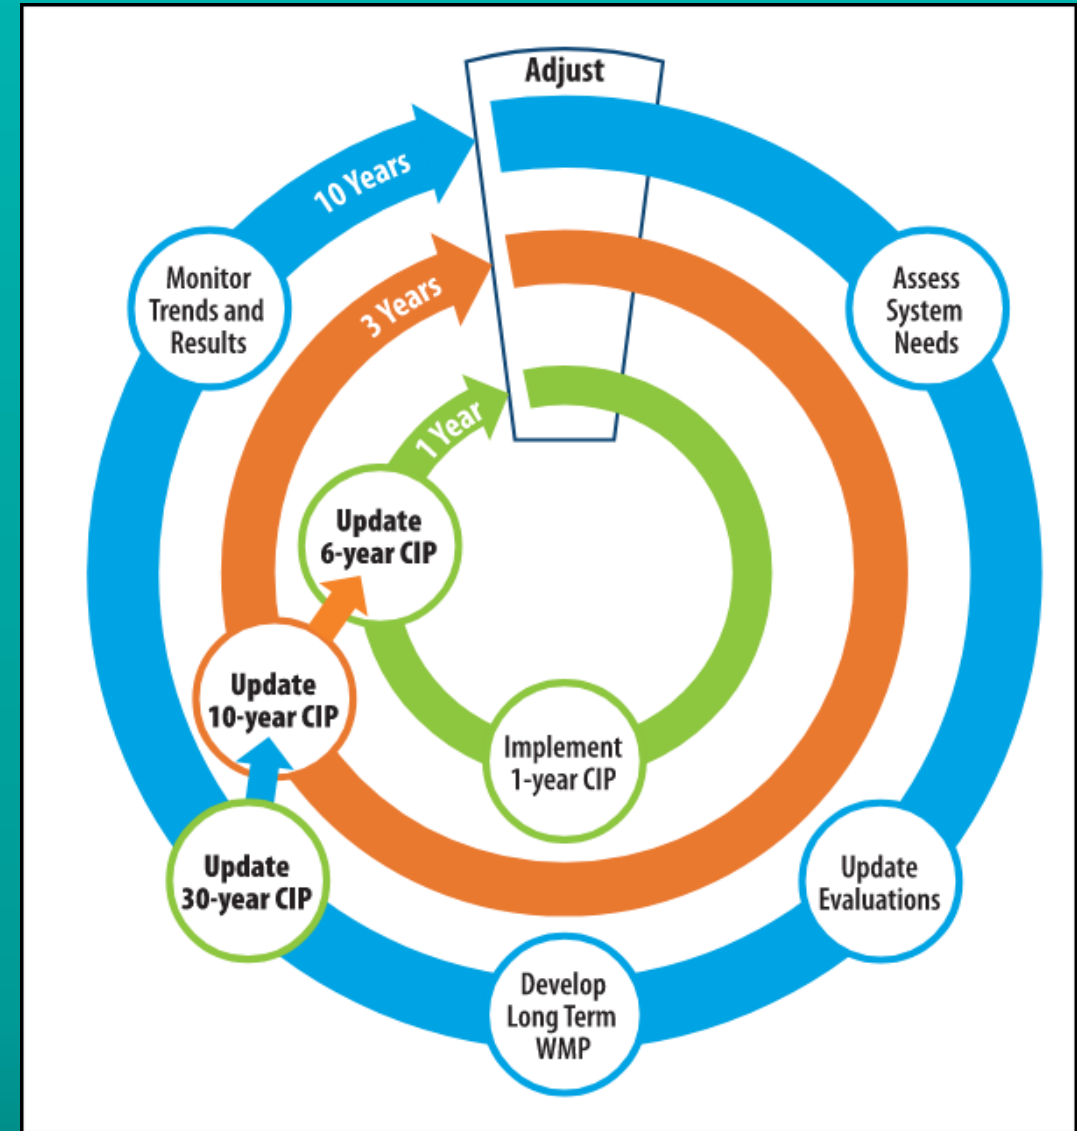 Adjust
10 Years
Monitor
Trends and
Results
Assess
System
Needs
3 Years
1 Year
Update
6-year CIP
Update
10-year CIP
Implement
1-year CIP
Update
30-year CIP
Update
Evaluations
Develop
Long Term
WMP